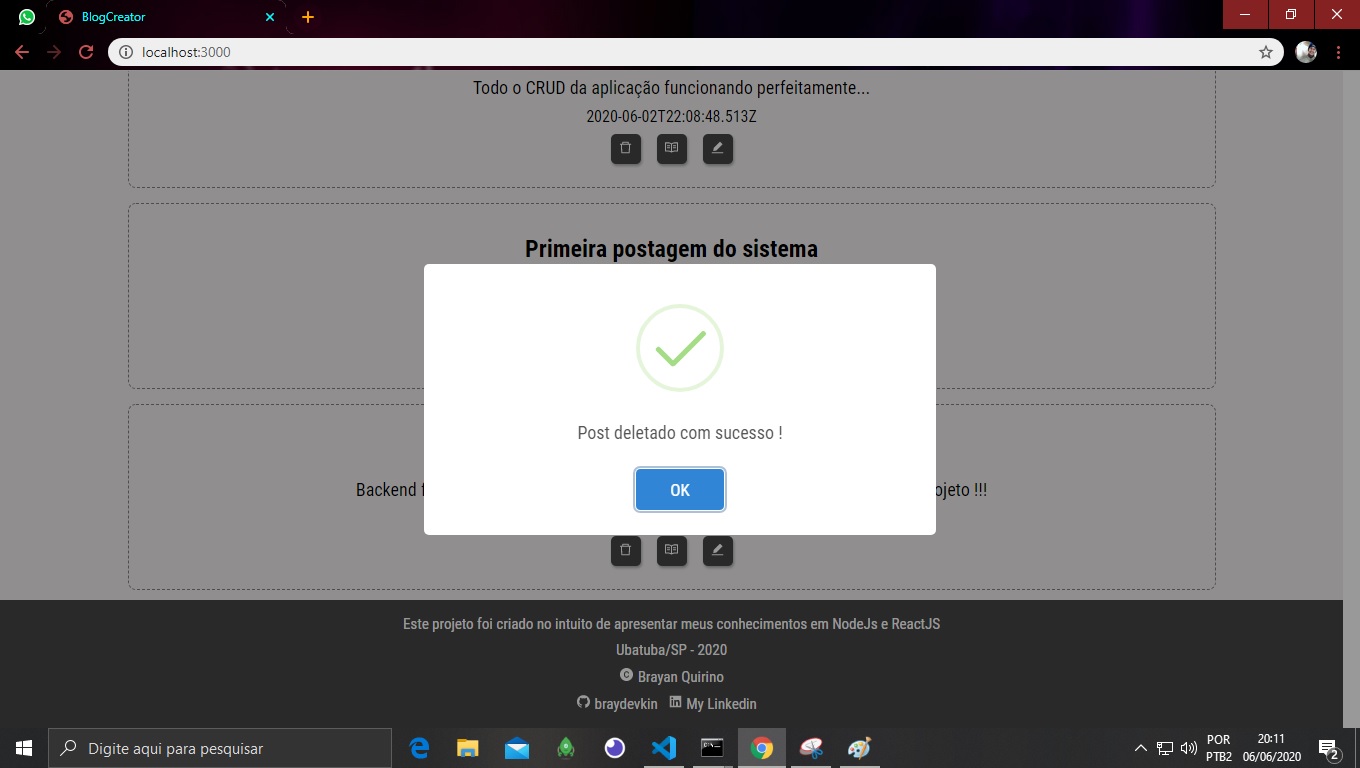 BlogCreator
localhost:3000
Todo o CRUD da aplicação funcionando perfeitamente...
2020-06-02T22:08:48.513Z
Primeira postagem do sistema
Post deletado com sucesso !
Backend
ojeto !!!
OK
Este projeto foi criado no intuito de apresentar meus conhecimentos em NodeJs e ReactJS
Ubatuba/SP - 2020
© Brayan Quirino
braydevkin My Linkedin
Digite aqui para pesquisar
POR
PTB2
20:11
06/06/2020
2